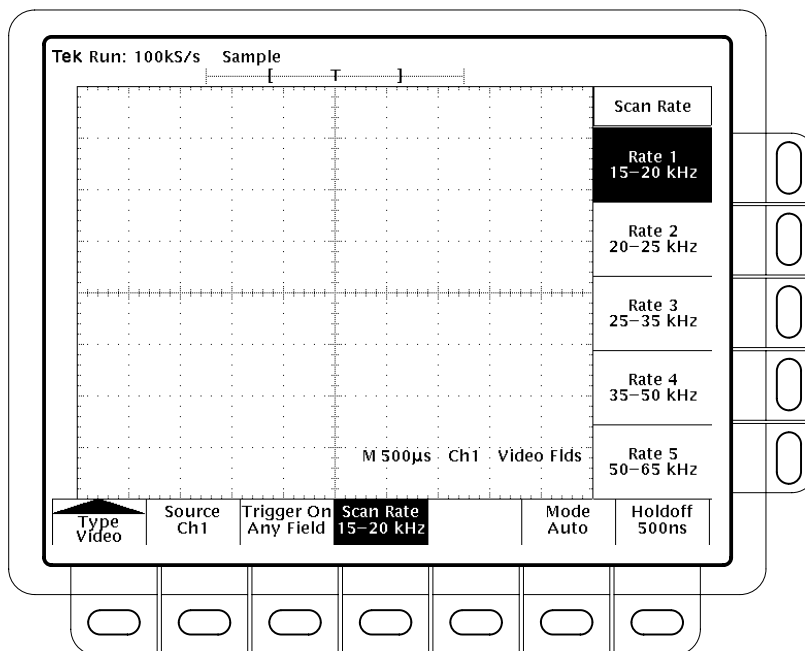 Tek Run: 100kS/s Sample
[ T ]
Scan Rate
Rate 1
15–20 kHz
Rate 2
20–25 kHz
Rate 3
25–35 kHz
Rate 4
35–50 kHz
Rate 5
50–65 kHz
M 500µs Ch1 Video Flds
Type
Video
Source
Ch1
Trigger On
Any Field
Scan Rate
15–20 kHz
Mode
Auto
Holdoff
500ns